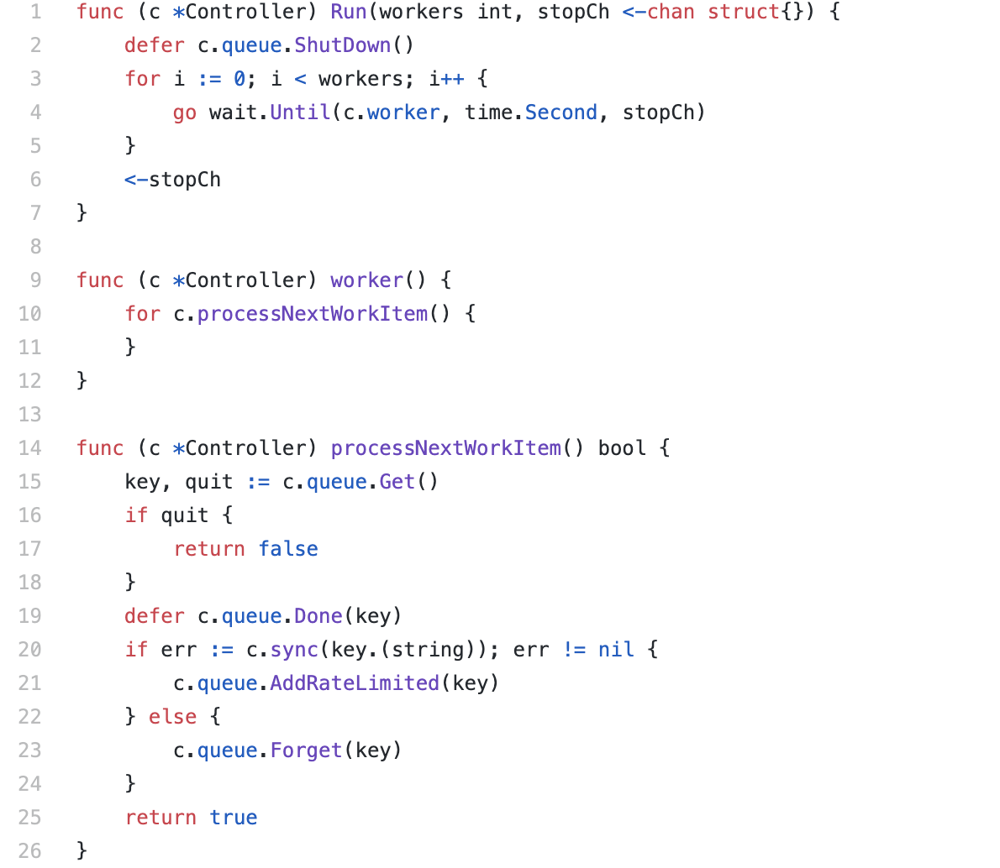 1 func (c *Controller) Run(workers int, stopCh <-chan struct{}) {
2     defer c.queue.ShutDown()
3     for i := 0; i < workers; i++ {
4         go wait.Until(c.worker, time.Second, stopCh)
5     }
6     <-stopCh
7 }
8
9 func (c *Controller) worker() {
10     for c.processNextWorkItem() {
11     }
12 }
13
14 func (c *Controller) processNextWorkItem() bool {
15     key, quit := c.queue.Get()
16     if quit {
17         return false
18     }
19     defer c.queue.Done(key)
20     if err := c.sync(key.(string)); err != nil {
21         c.queue.AddRateLimited(key)
22     } else {
23         c.queue.Forget(key)
24     }
25     return true
26 }